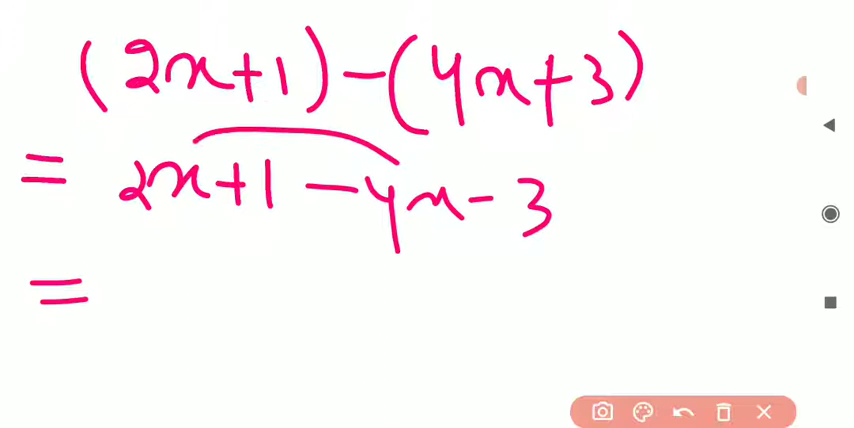 (2x+1)-(4x+3)
= 2x+1-4x-3
=